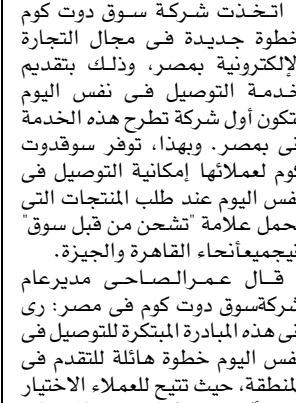 اتخذت شركة سوق دوت كوم
خطوة جديدة فى مجال التجارة
الإلكترونية بمصر، وذلك بتقديم
خدمة التوصيل فى نفس اليوم
لتكون أول شركة تطرح هذه الخدمة
فى بمصر. وبهذا، توفر سوقدوت
كوم لعملائها إمكانية التوصيل فى
نفس اليوم عند طلب المنتجات التى
تحمل علامة "تشحن من قبل سوق"
فيجميعأنحاء القاهرة والجيزة.
قال عمرالصاحى مديرعام
شركةسوق دوت كوم فى مصر: رى
فى هذه المبادرة المبتكرة للتوصيل فى
نفس اليوم خطوة هائلة للتقدم فى
المنطقة، حيث تتيح للعملاء الاختيار